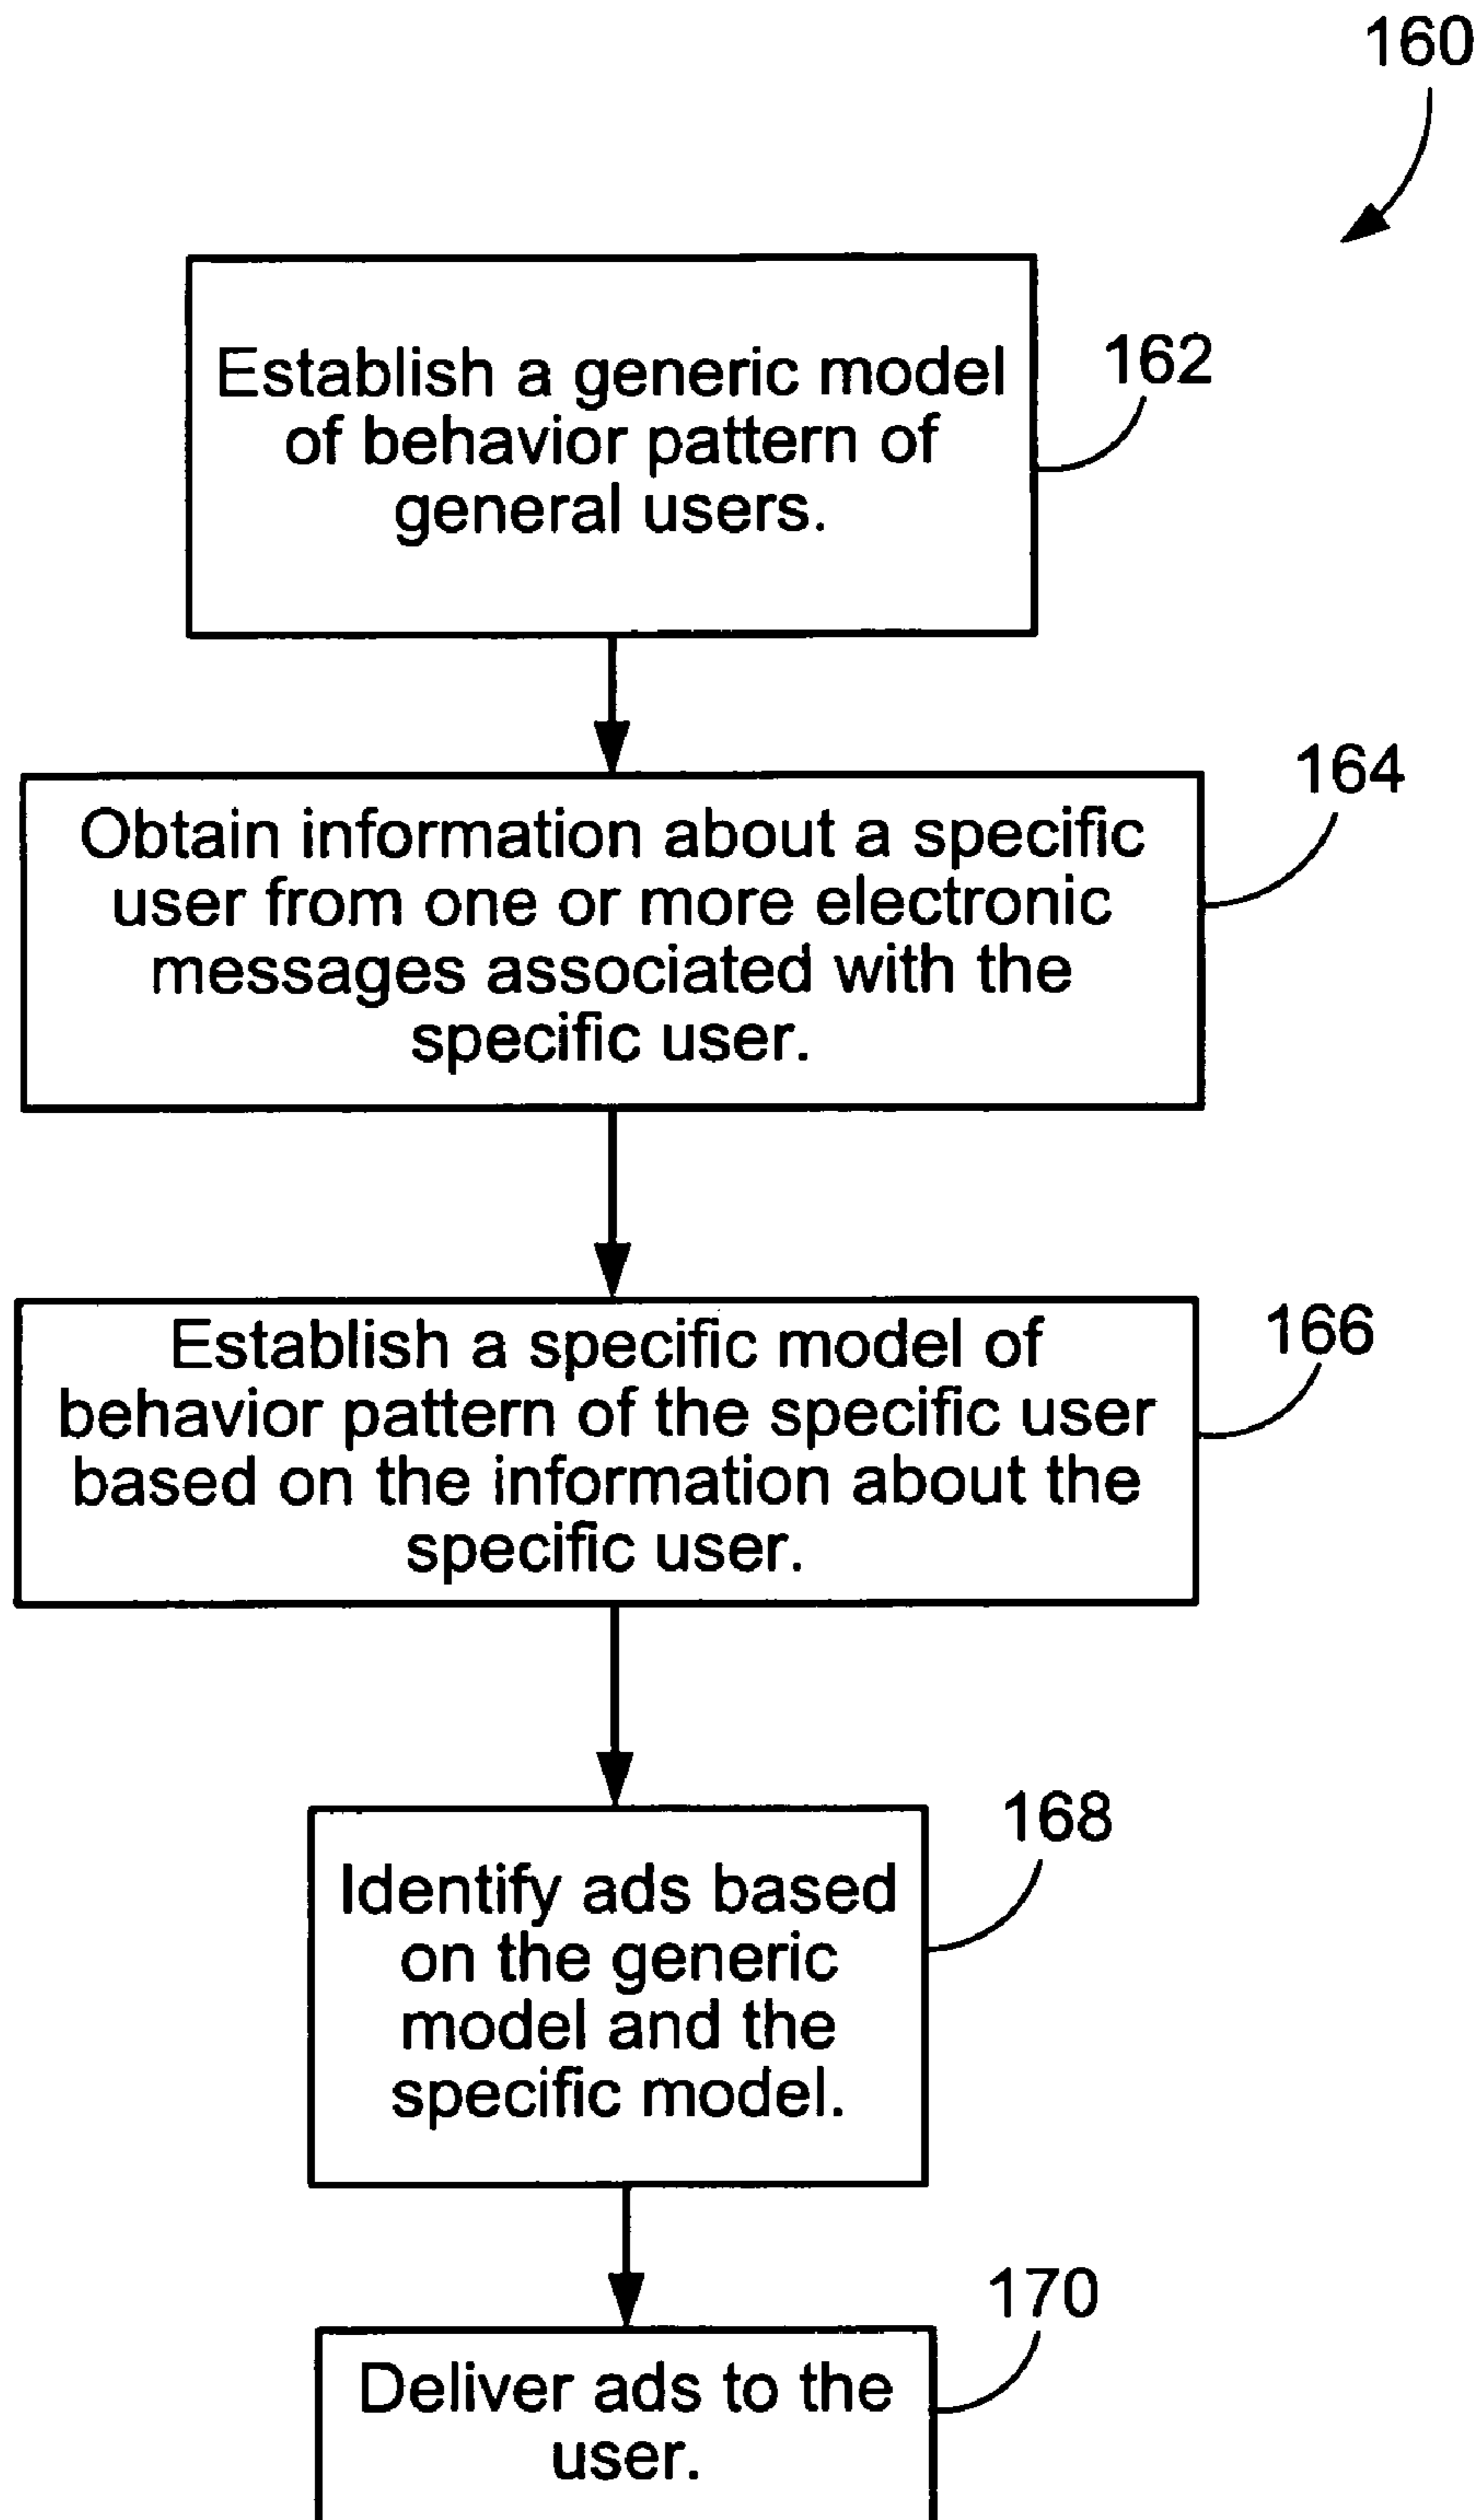 160
Establish a generic model
of behavior pattern of
general users.
162
Obtain information about a specific
user from one or more electronic
messages associated with the
specific user.
164
Establish a specific model of
behavior pattern of the specific user
based on the information about the
specific user.
166
Identify ads based
on the generic
model and the
specific model.
168
Deliver ads to the
user.
170